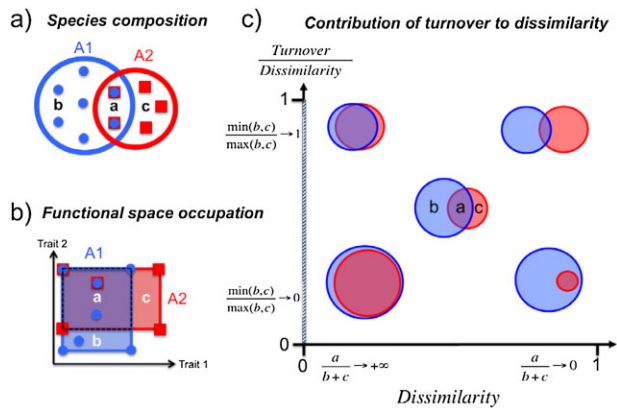 a) Species composition
A1
A2
b
a
c
b) Functional space occupation
Trait 2
A1
a
c
A2
b
Trait 1
c) Contribution of turnover to dissimilarity
Turnover
Dissimilarity
1
min(b,c)
max(b,c) → 1
b a c
min(b,c)
max(b,c) → 0
0
0
a
b + c → +∞
a
b + c → 0
1
Dissimilarity